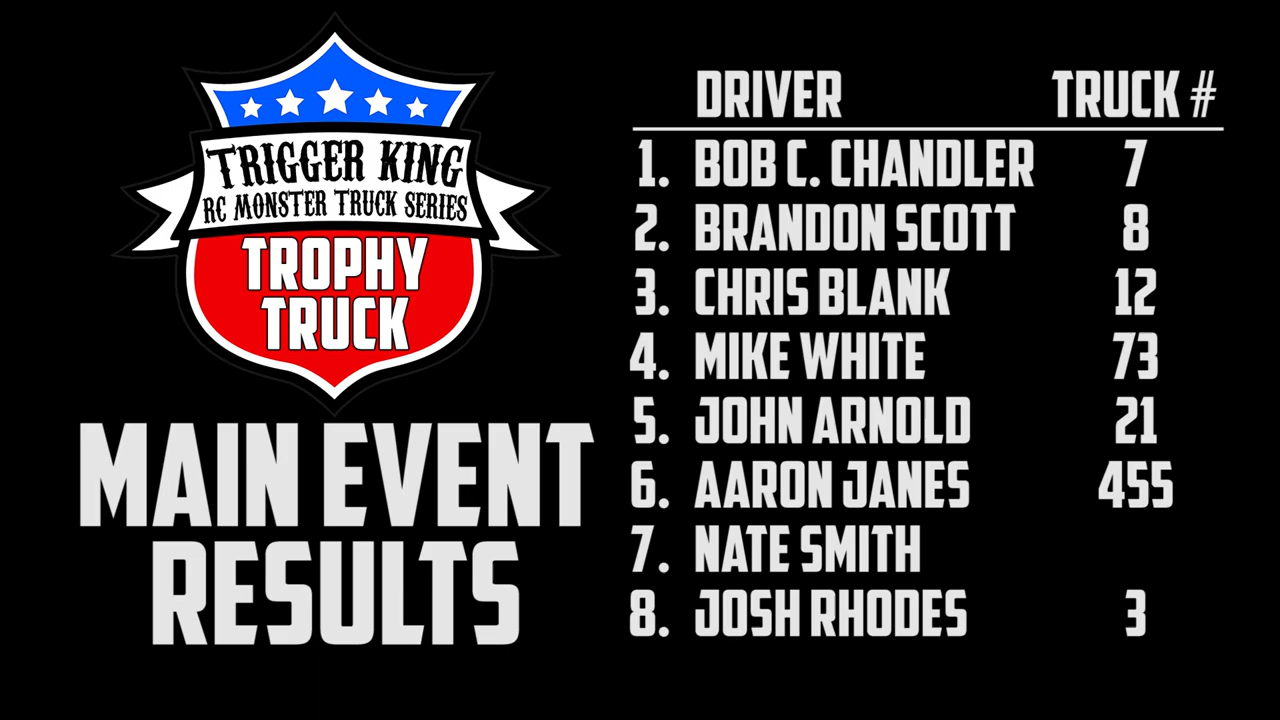 TRIGGER KING
RC MONSTER TRUCK SERIES
TROPHY
TRUCK
MAIN EVENT
RESULTS
DRIVER TRUCK #
1. BOB C. CHANDLER 7
2. BRANDON SCOTT 8
3. CHRIS BLANK 12
4. MIKE WHITE 73
5. JOHN ARNOLD 21
6. AARON JANES 455
7. NATE SMITH
8. JOSH RHODES 3